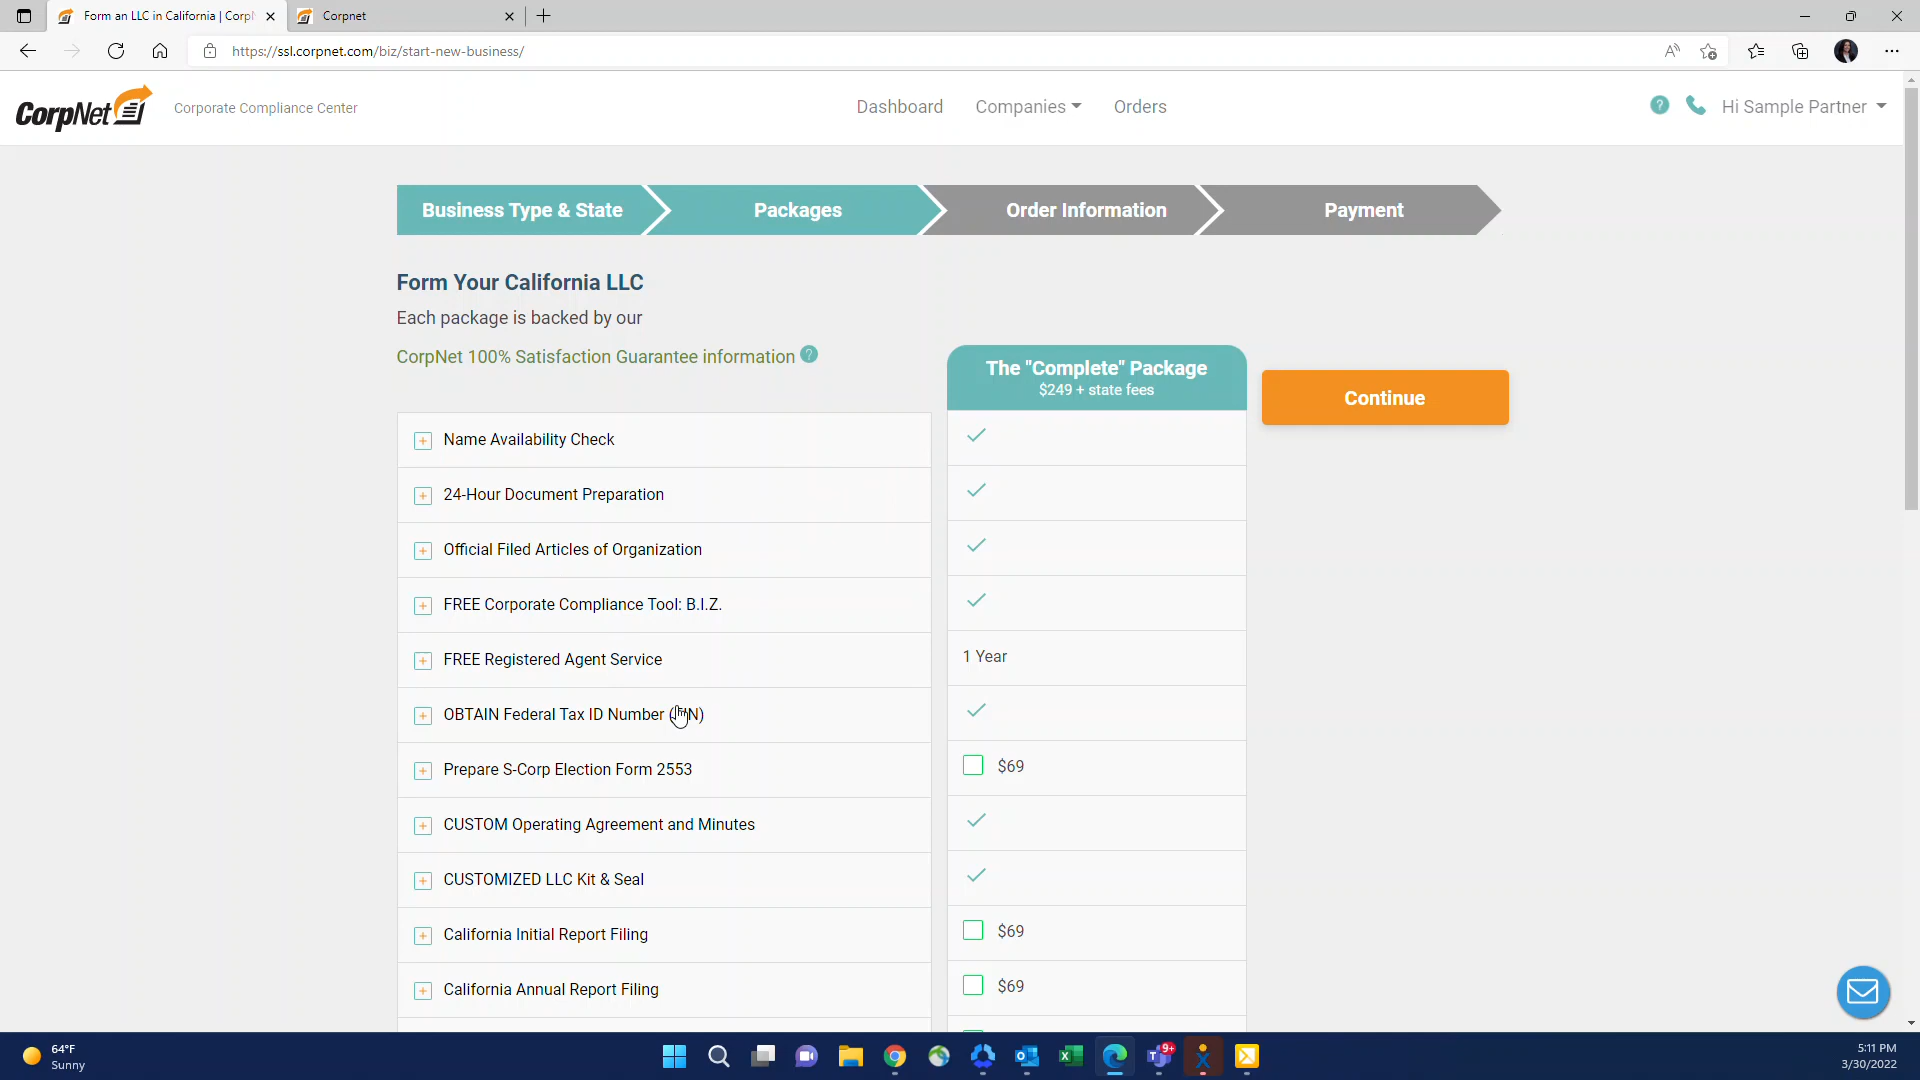 Form an LLC in California | Corp
Corpnet
https://ssl.corpnet.com/biz/start-new-business/
CorpNet
Corporate Compliance Center
Dashboard
Companies
Orders
?
Hi Sample Partner
Business Type & State
Packages
Order Information
Payment
Form Your California LLC
Each package is backed by our
CorpNet 100% Satisfaction Guarantee information ?
The "Complete" Package
$249 + state fees
Continue
Name Availability Check
24-Hour Document Preparation
Official Filed Articles of Organization
FREE Corporate Compliance Tool: B.I.Z.
FREE Registered Agent Service
1 Year
OBTAIN Federal Tax ID Number
Prepare S-Corp Election Form 2553
$69
CUSTOM Operating Agreement and Minutes
CUSTOMIZED LLC Kit & Seal
California Initial Report Filing
$69
California Annual Report Filing
$69
64°F
Sunny
9+
5:11 PM
3/30/2022